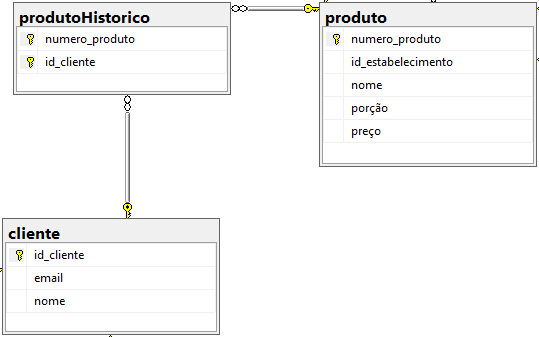 produtoHistorico
numero_produto
id_cliente
produto
numero_produto
id_estabelecimento
nome
porção
preço
cliente
id_cliente
email
nome